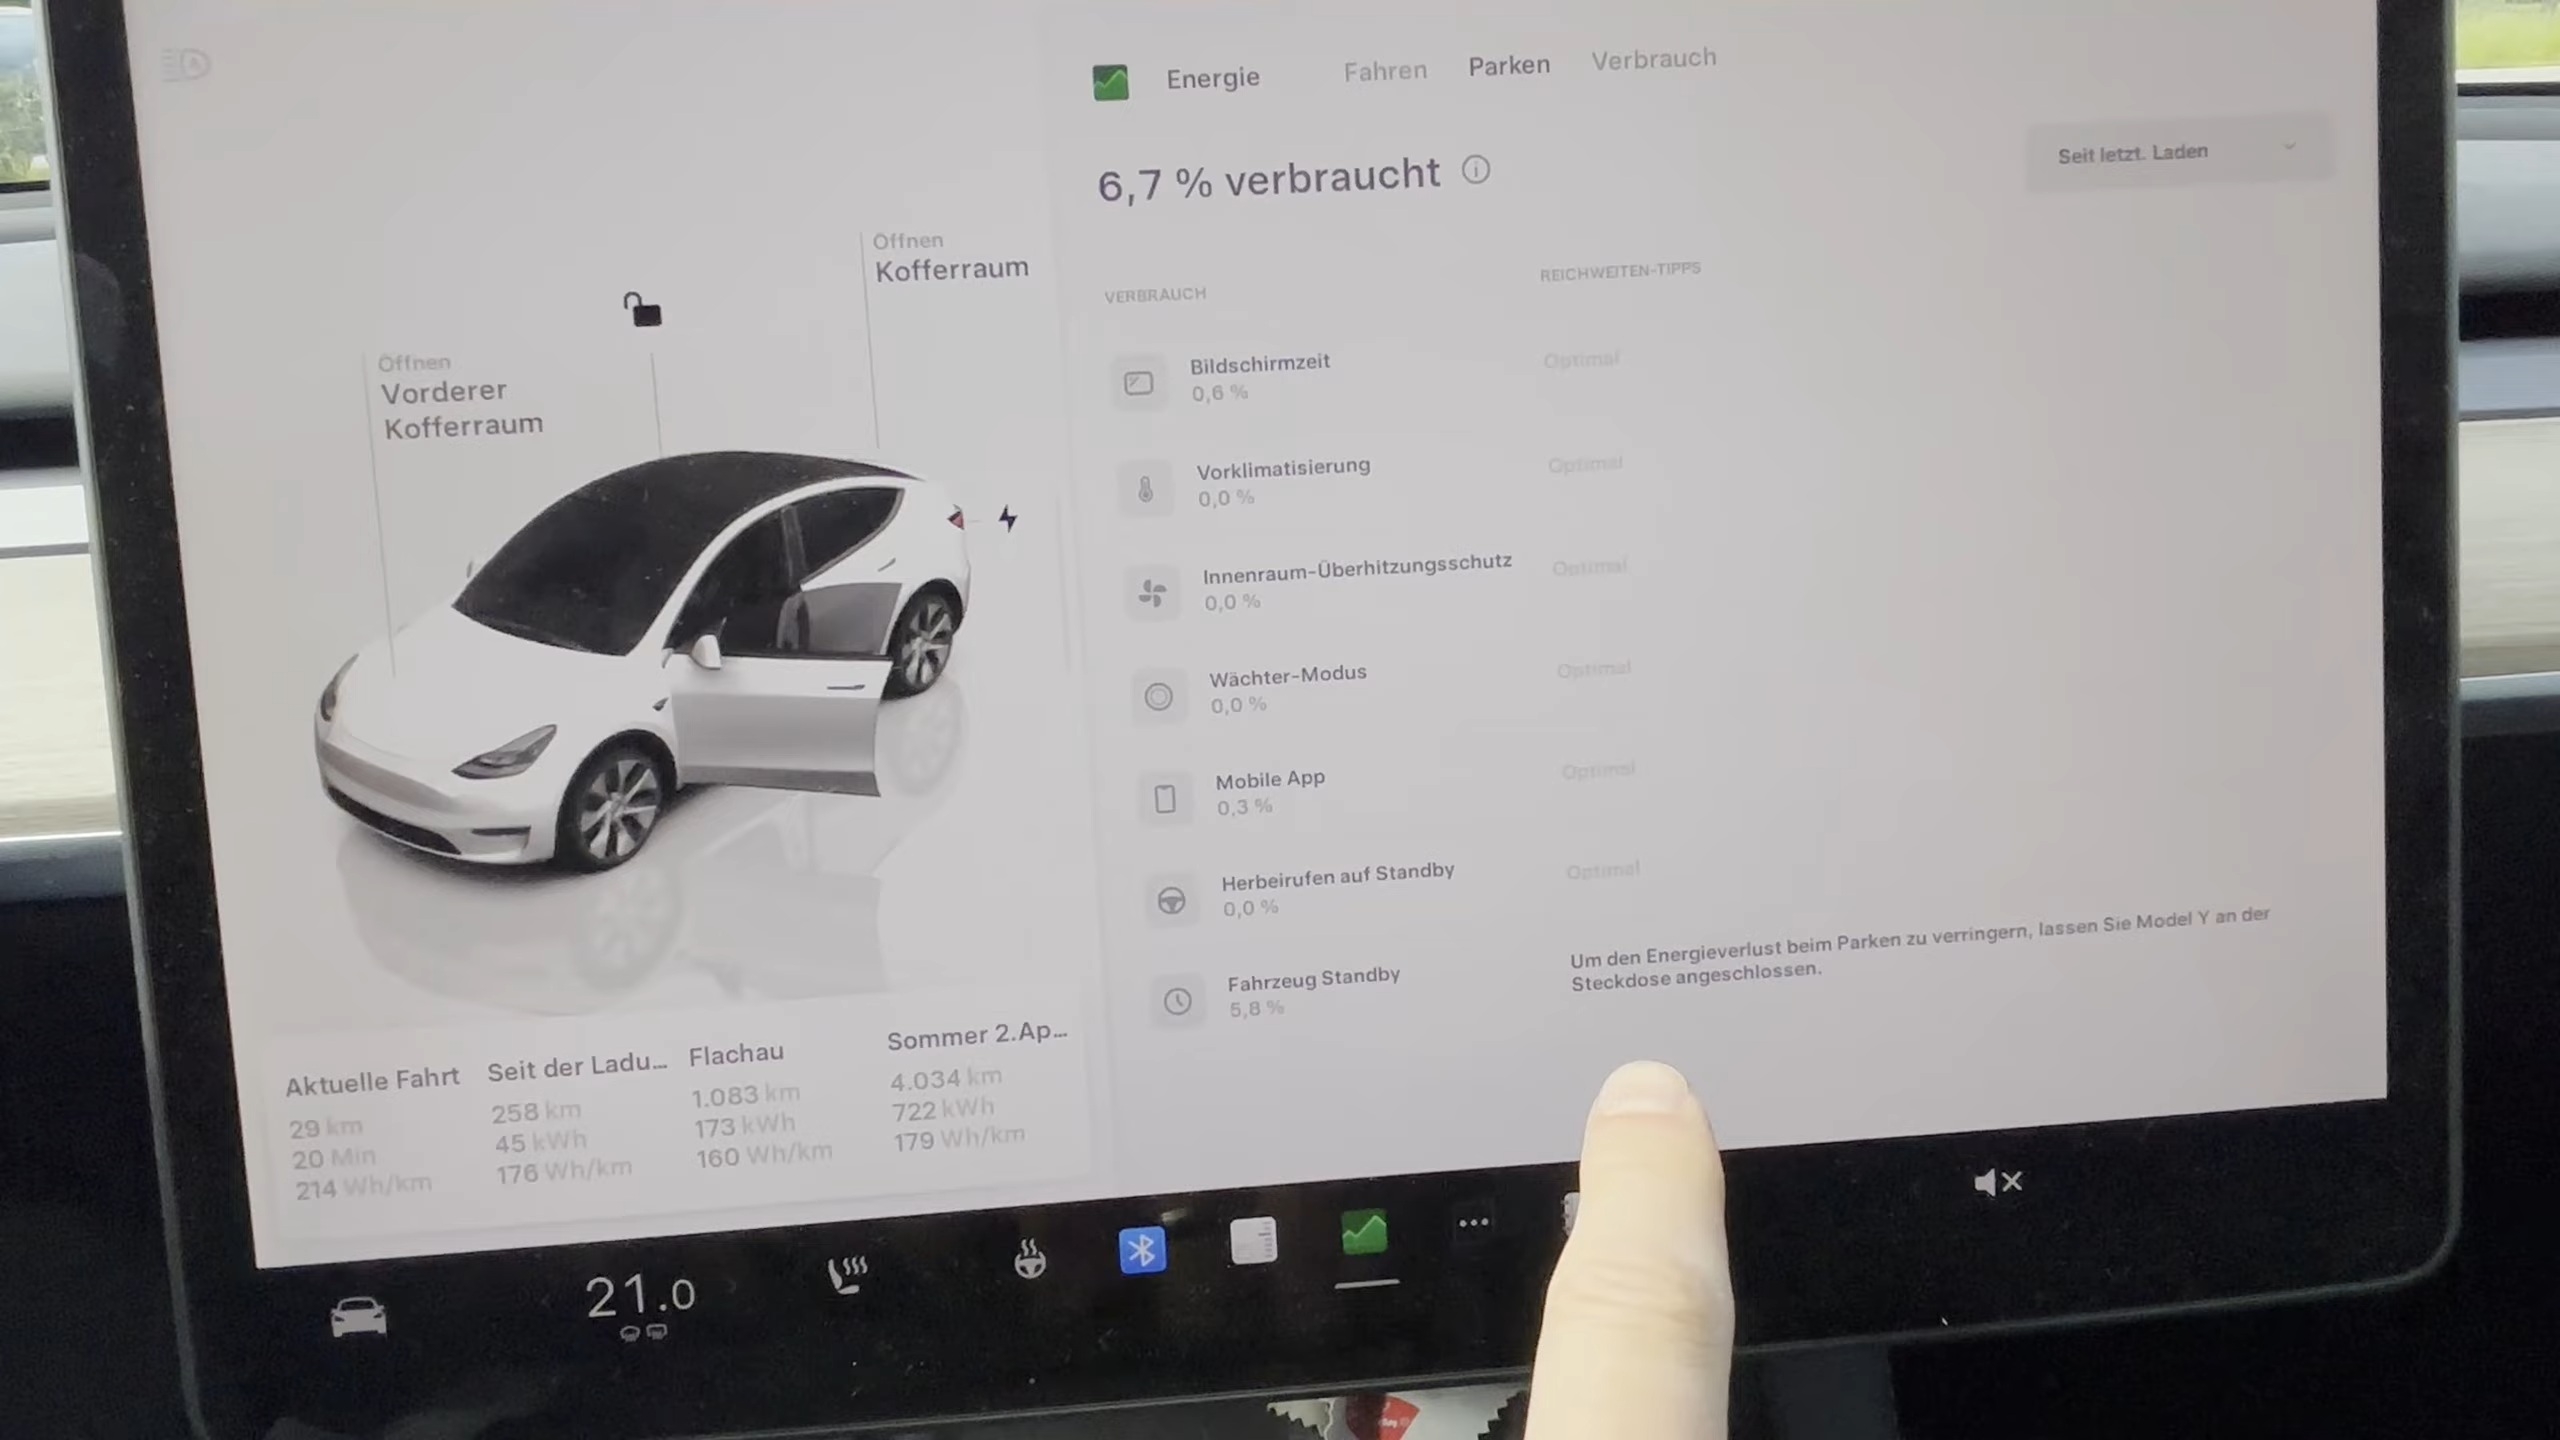 Energie
Fahren
Parken
Verbrauch
6,7 % verbraucht
Seit letzt. Laden
Öffnen
Kofferraum
Öffnen
Vorderer
Kofferraum
VERBRAUCH
REICHWEITEN-TIPPS
Bildschirmzeit
0,6 %
Optimal
Vorklimatisierung
0,0 %
Optimal
Innenraum-Überhitzungsschutz
0,0 %
Optimal
Wächter-Modus
0,0 %
Optimal
Mobile App
0,3 %
Optimal
Herbeirufen auf Standby
0,0 %
Optimal
Fahrzeug Standby
5,8 %
Um den Energieverlust beim Parken zu verringern, lassen Sie Model Y an der
Steckdose angeschlossen.
Aktuelle Fahrt
29 km
20 Min
214 Wh/km
Seit der Ladu...
258 km
45 kWh
176 Wh/km
Flachau
1.083 km
173 kWh
160 Wh/km
Sommer 2.Ap...
4.034 km
722 kWh
179 Wh/km
21.0